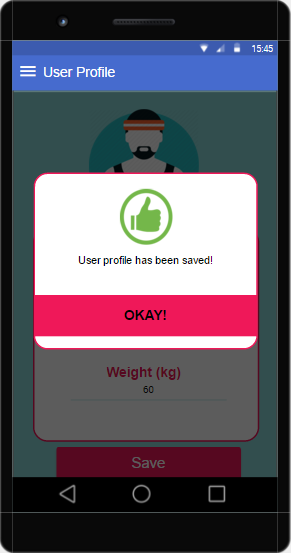 15:45
User Profile
User profile has been saved!
OKAY!
Weight (kg)
60
Save